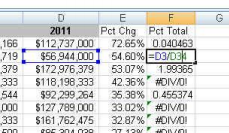 D E F G
2011 Pct Chg Pct Total
,166 $112,737,000 72.65% 0.040463
,719 $56,944,000 -54.60% =D3/D34
,379 $172,976,379 53.07% 1.99365
,333 $118,198,333 42.36% #DIV/0!
,544 $92,299,264 35.38% 0.455374
,000 $127,789,000 33.02% #DIV/0!
,333 $161,762,475 32.87% #DIV/0!